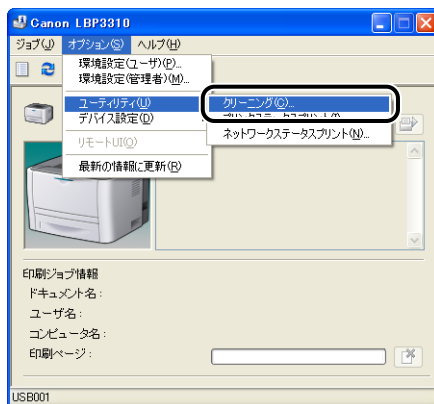 Canon LBP3310
ジョブ(J) オプション(S) ヘルプ(H)
環境設定(ユーザ)(P)...
環境設定(管理者)(M)...
ユーティリティ(U)
クリーニング(C)...
デバイス設定(D)
ネットワークステータスプリント(N)...
リモートUI(O)
最新の情報に更新(R)
印刷ジョブ情報
ドキュメント名:
ユーザ名:
コンピュータ名:
印刷ページ:
USB001